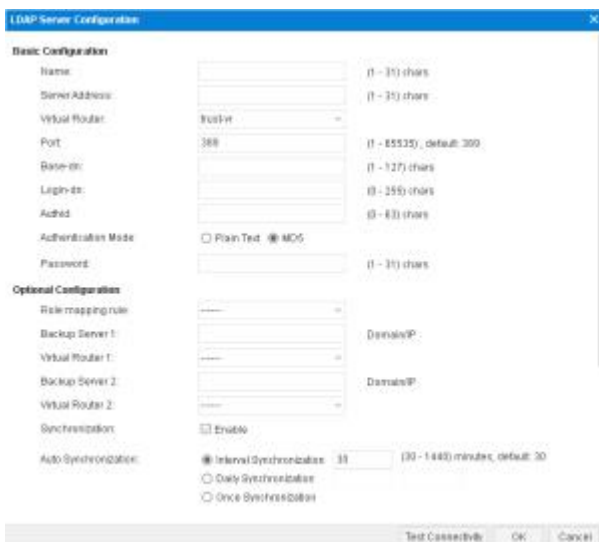 LDAP Server Configuration
Basic Configuration
Name: (1 - 31) chars
Server Address: (1 - 31) chars
Virtual Router: trust-vr
Port: 389 (1 - 65535) , default: 389
Base-dn: (1 - 127) chars
Login-dn: (0 - 255) chars
Authid: (0 - 63) chars
Authentication Mode: Plain Text MD5
Password: (1 - 31) chars
Optional Configuration
Role mapping rule: ------
Backup Server 1: Domain/IP
Virtual Router 1: ------
Backup Server 2: Domain/IP
Virtual Router 2: ------
Synchronization: Enable
Auto Synchronization: Interval Synchronization 30 (30 - 1440) minutes, default: 30
Daily Synchronization
Once Synchronization
Test Connectivity OK Cancel